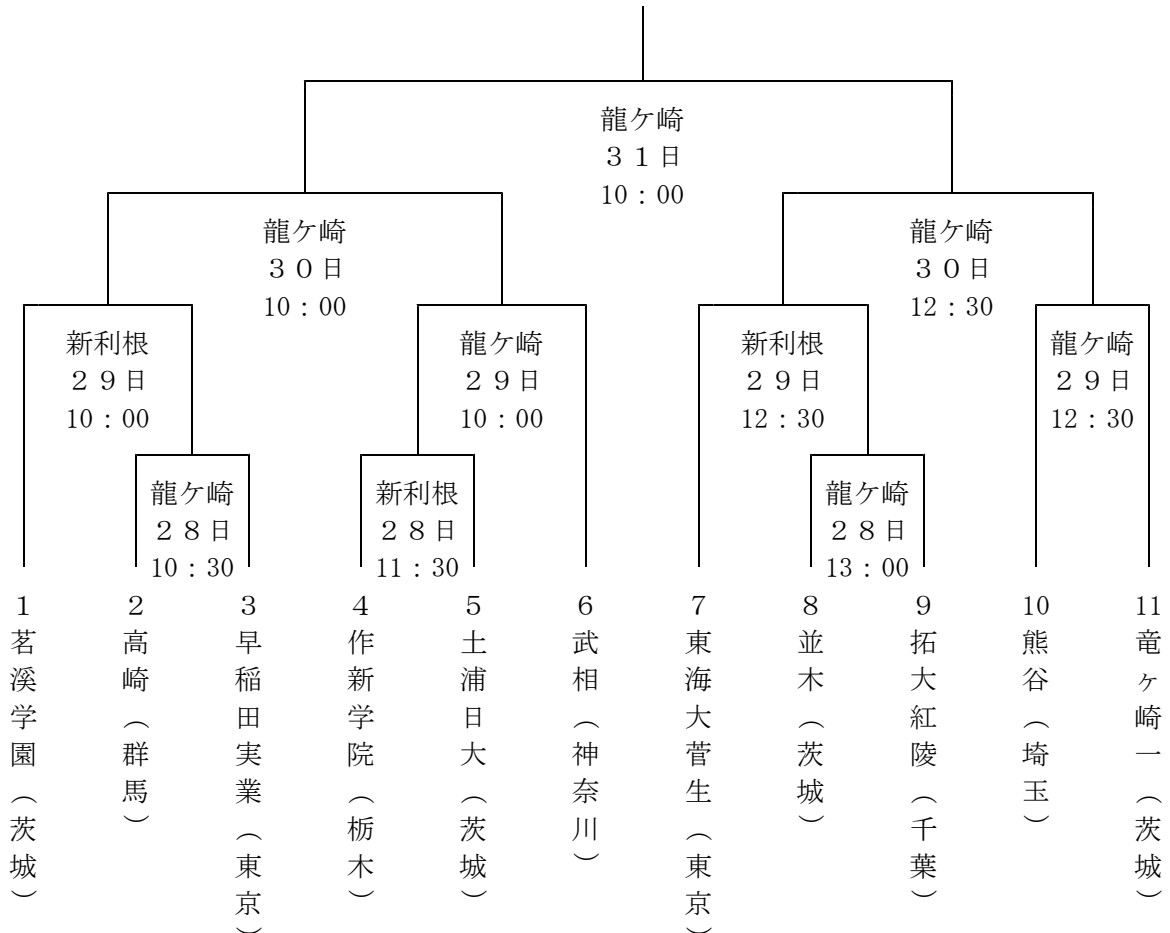 龍ケ崎
３１日
10：00
龍ケ崎
３０日
10：00
龍ケ崎
３０日
12：30
新利根
２９日
10：00
龍ケ崎
２９日
10：00
新利根
２９日
12：30
龍ケ崎
２９日
12：30
龍ケ崎
２８日
10：30
新利根
２８日
11：30
龍ケ崎
２８日
13：00
1
茗溪学園（茨城）
2
高崎（群馬）
3
早稲田実業（東京）
4
作新学院（栃木）
5
土浦日大（茨城）
6
武相（神奈川）
7
東海大菅生（東京）
8
並木（茨城）
9
拓大紅陵（千葉）
10
熊谷（埼玉）
11
竜ヶ崎一（茨城）